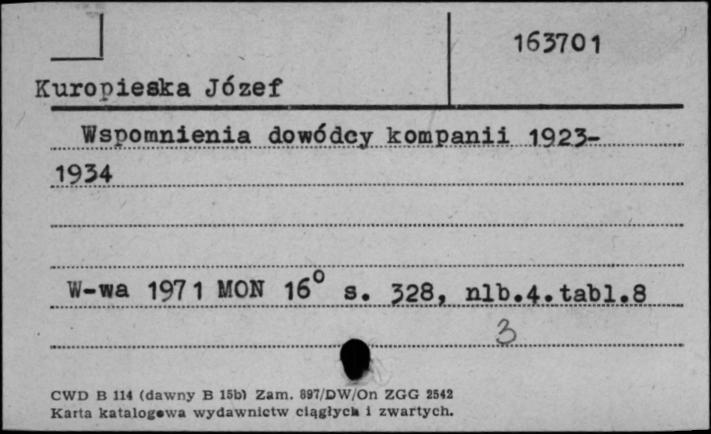 163701
Kuropieska Józef
Wspomnienia dowódcy kompanii 1923-
1934
W-wa 1971 MON 16° s. 328, nlb.4.tabl.8
3
CWD B 114 (dawny B 15b) Zam. 897/DW/On ZGG 2542
Karta katalogowa wydawnictw ciągłych i zwartych.